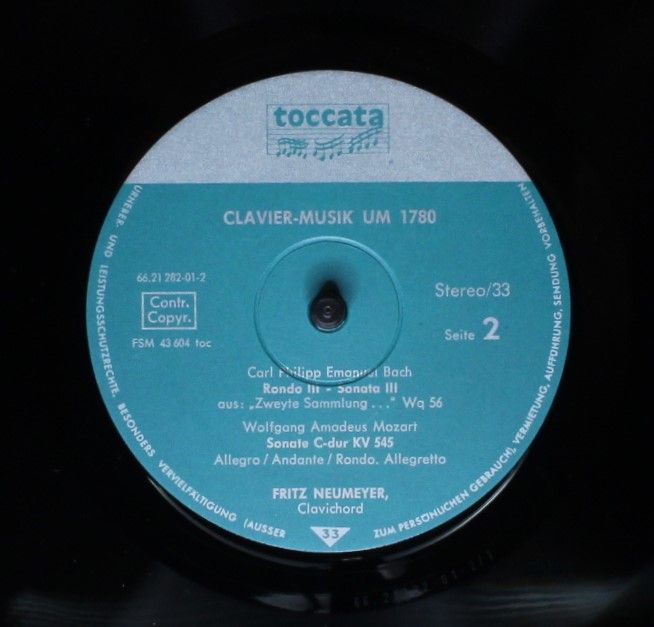 toccata
CLAVIER-MUSIK UM 1780
66.21 282-01-2
Contr.
Copyr.
FSM 43 604 toc
Stereo/33
Seite 2
Carl Philipp Emanuel Bach
Rondo III - Sonata III
aus: „Zweyte Sammlung . . ." Wq 56
Wolfgang Amadeus Mozart
Sonate C-dur KV 545
Allegro / Andante / Rondo. Allegretto
FRITZ NEUMEYER,
Clavichord
33
URHEBER- UND LEISTUNGSSCHUTZRECHTE. BESONDERS VERVIELFÄLTIGUNG (AUSSER ZUM PERSÖNLICHEN GEBRAUCH), VERMIETUNG, AUFFÜHRUNG, SENDUNG VORBEHALTEN